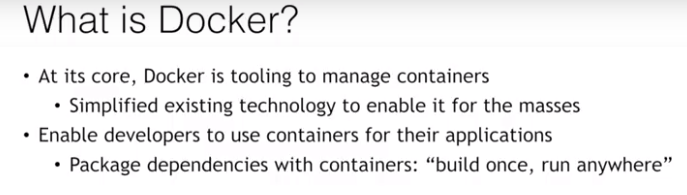 What is Docker?
• At its core, Docker is tooling to manage containers
• Simplified existing technology to enable it for the masses
• Enable developers to use containers for their applications
• Package dependencies with containers: “build once, run anywhere”